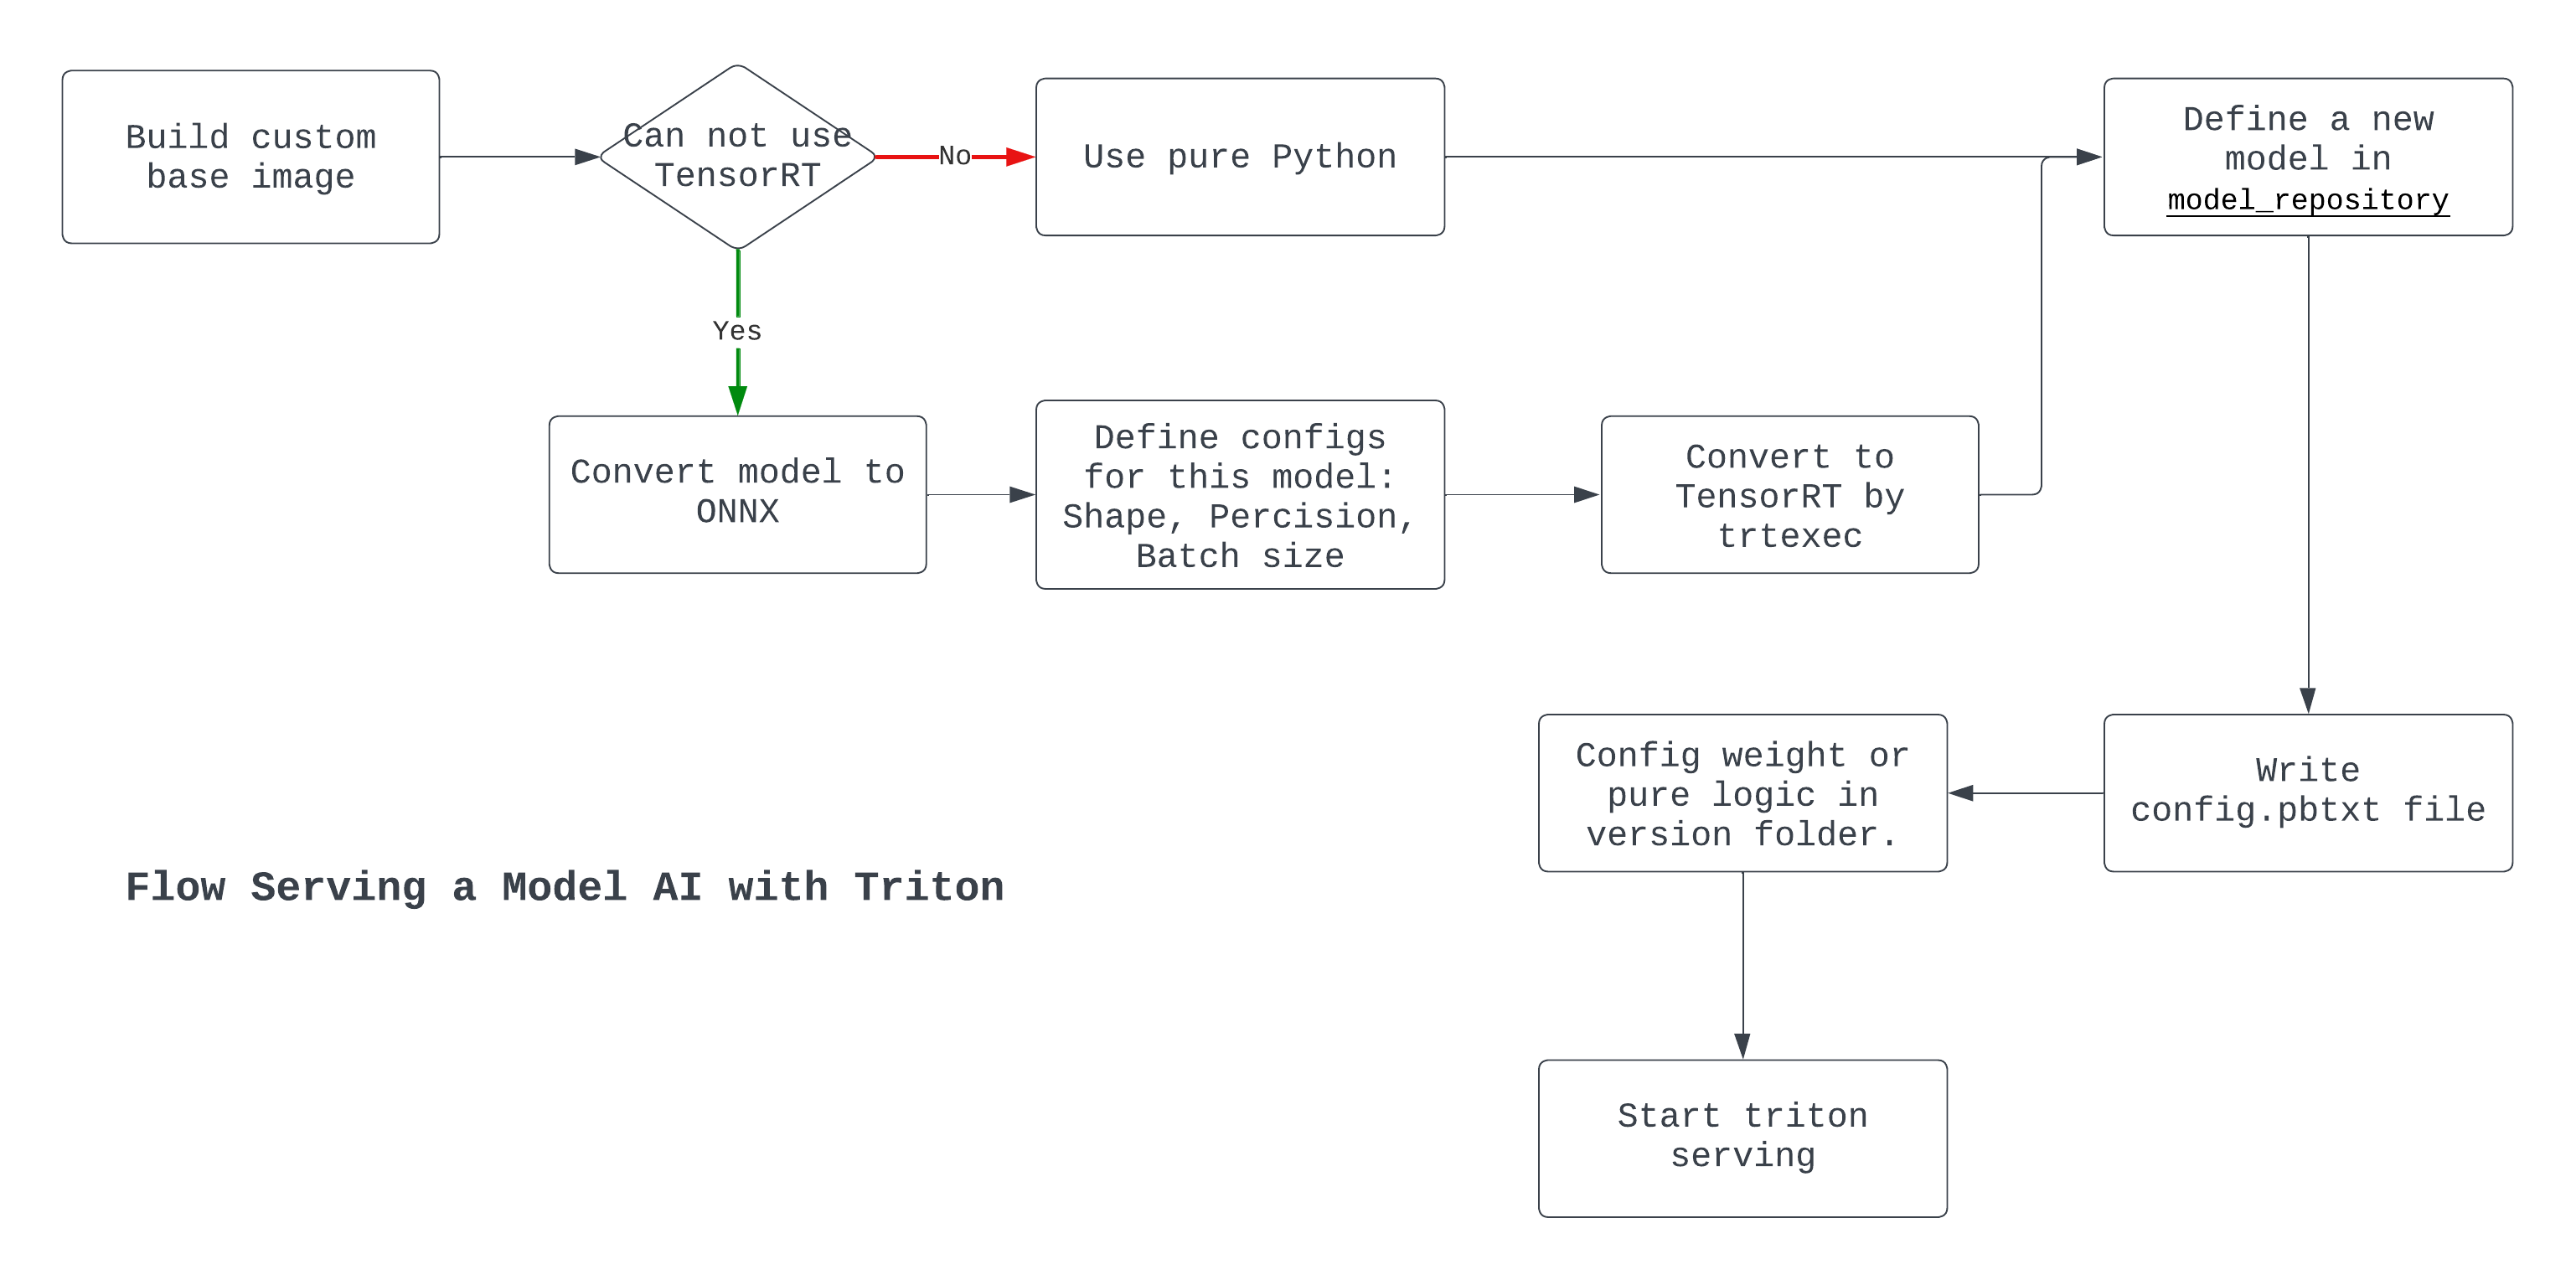 Build custom
base image
Can not use
TensorRT
No
Use pure Python
Define a new
model in
model_repository
Yes
Convert model to
ONNX
Define configs
for this model:
Shape, Percision,
Batch size
Convert to
TensorRT by
trtexec
Config weight or
pure logic in
version folder.
Write
config.pbtxt file
Flow Serving a Model AI with Triton
Start triton
serving